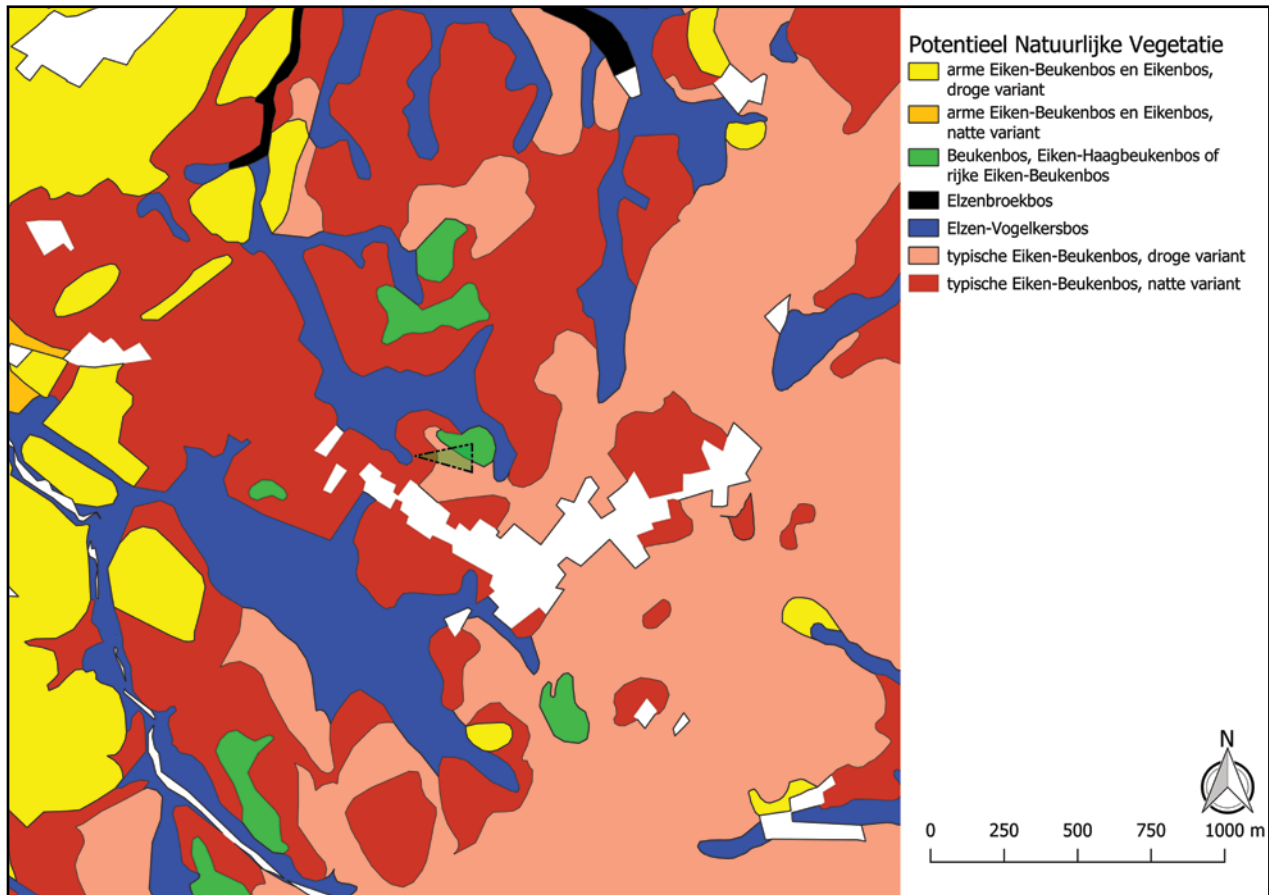 Potentieel Natuurlijke Vegetatie
arme Eiken-Beukenbos en Eikenbos,
droge variant
arme Eiken-Beukenbos en Eikenbos,
natte variant
Beukenbos, Eiken-Haagbeukenbos of
rijke Eiken-Beukenbos
Elzenbroekbos
Elzen-Vogelkersbos
typische Eiken-Beukenbos, droge variant
typische Eiken-Beukenbos, natte variant
N
0 250 500 750 1000 m